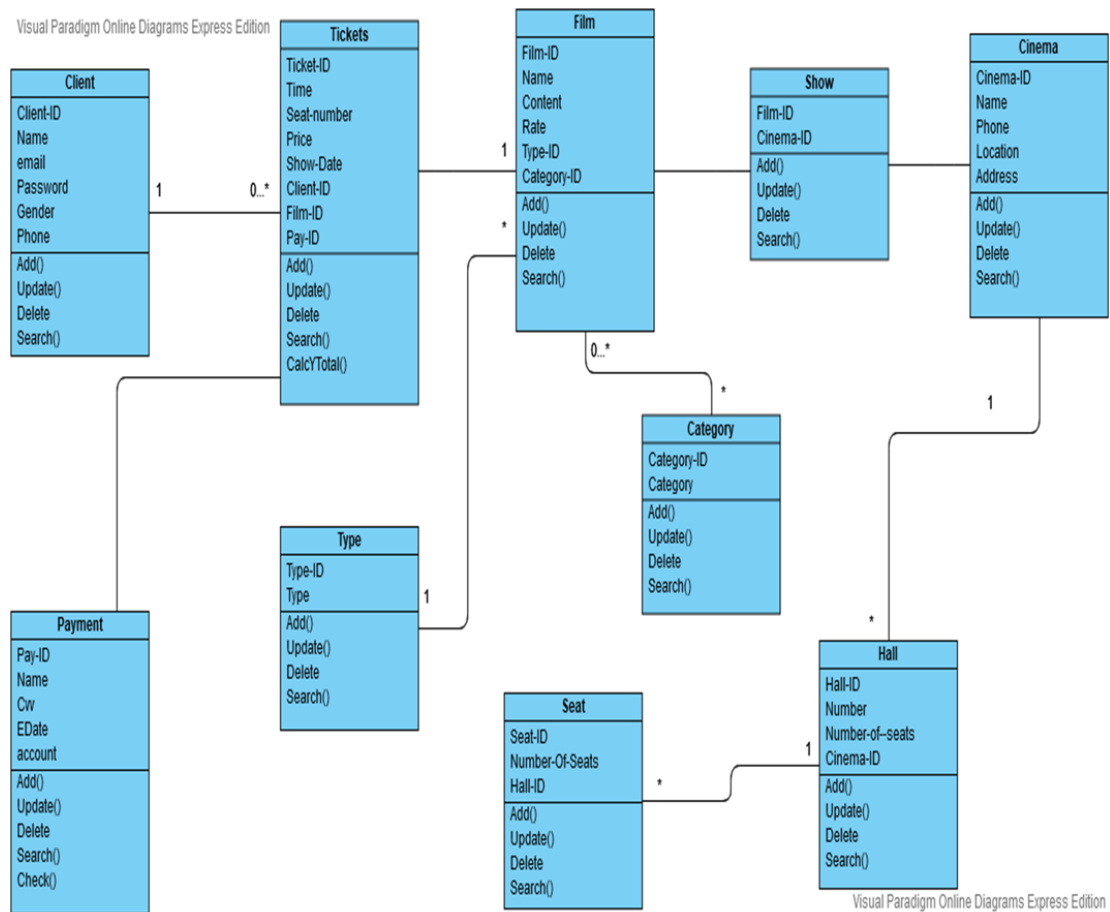 Visual Paradigm Online Diagrams Express Edition
Client
Client-ID
Name
email
Password
Gender
Phone
Add()
Update()
Delete
Search()
1
0...*
Tickets
Ticket-ID
Time
Seat-number
Price
Show-Date
Client-ID
Film-ID
Pay-ID
Add()
Update()
Delete
Search()
CalcYTotal()
1
*
Film
Film-ID
Name
Content
Rate
Type-ID
Category-ID
Add()
Update()
Delete
Search()
0...*
*
Show
Film-ID
Cinema-ID
Add()
Update()
Delete
Search()
Cinema
Cinema-ID
Name
Phone
Location
Address
Add()
Update()
Delete
Search()
1
*
Category
Category-ID
Category
Add()
Update()
Delete
Search()
Type
Type-ID
Type
Add()
Update()
Delete
Search()
1
Payment
Pay-ID
Name
Cvv
EDate
account
Add()
Update()
Delete
Search()
Check()
Seat
Seat-ID
Number-Of-Seats
Hall-ID
Add()
Update()
Delete
Search()
*
1
Hall
Hall-ID
Number
Number-of--seats
Cinema-ID
Add()
Update()
Delete
Search()
Visual Paradigm Online Diagrams Express Edition